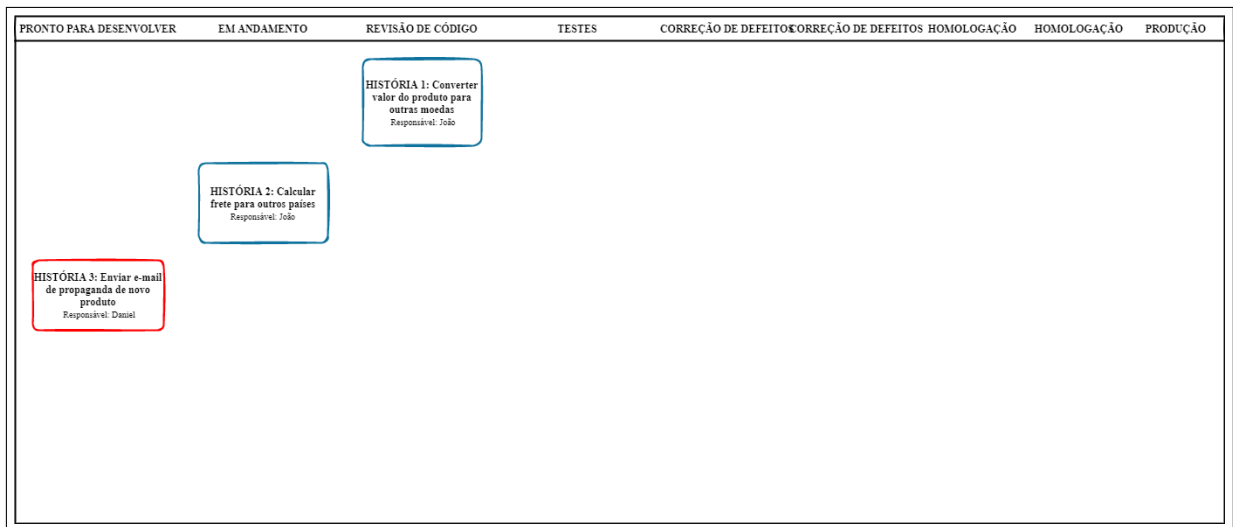 PRONTO PARA DESENVOLVER EM ANDAMENTO REVISÃO DE CÓDIGO TESTES CORREÇÃO DE DEFEITOS CORREÇÃO DE DEFEITOS HOMOLOGAÇÃO HOMOLOGAÇÃO PRODUÇÃO
HISTÓRIA 1: Converter
valor do produto para
outras moedas
Responsável: João
HISTÓRIA 2: Calcular
frete para outros países
Responsável: João
HISTÓRIA 3: Enviar e-mail
de propaganda de novo
produto
Responsável: Daniel